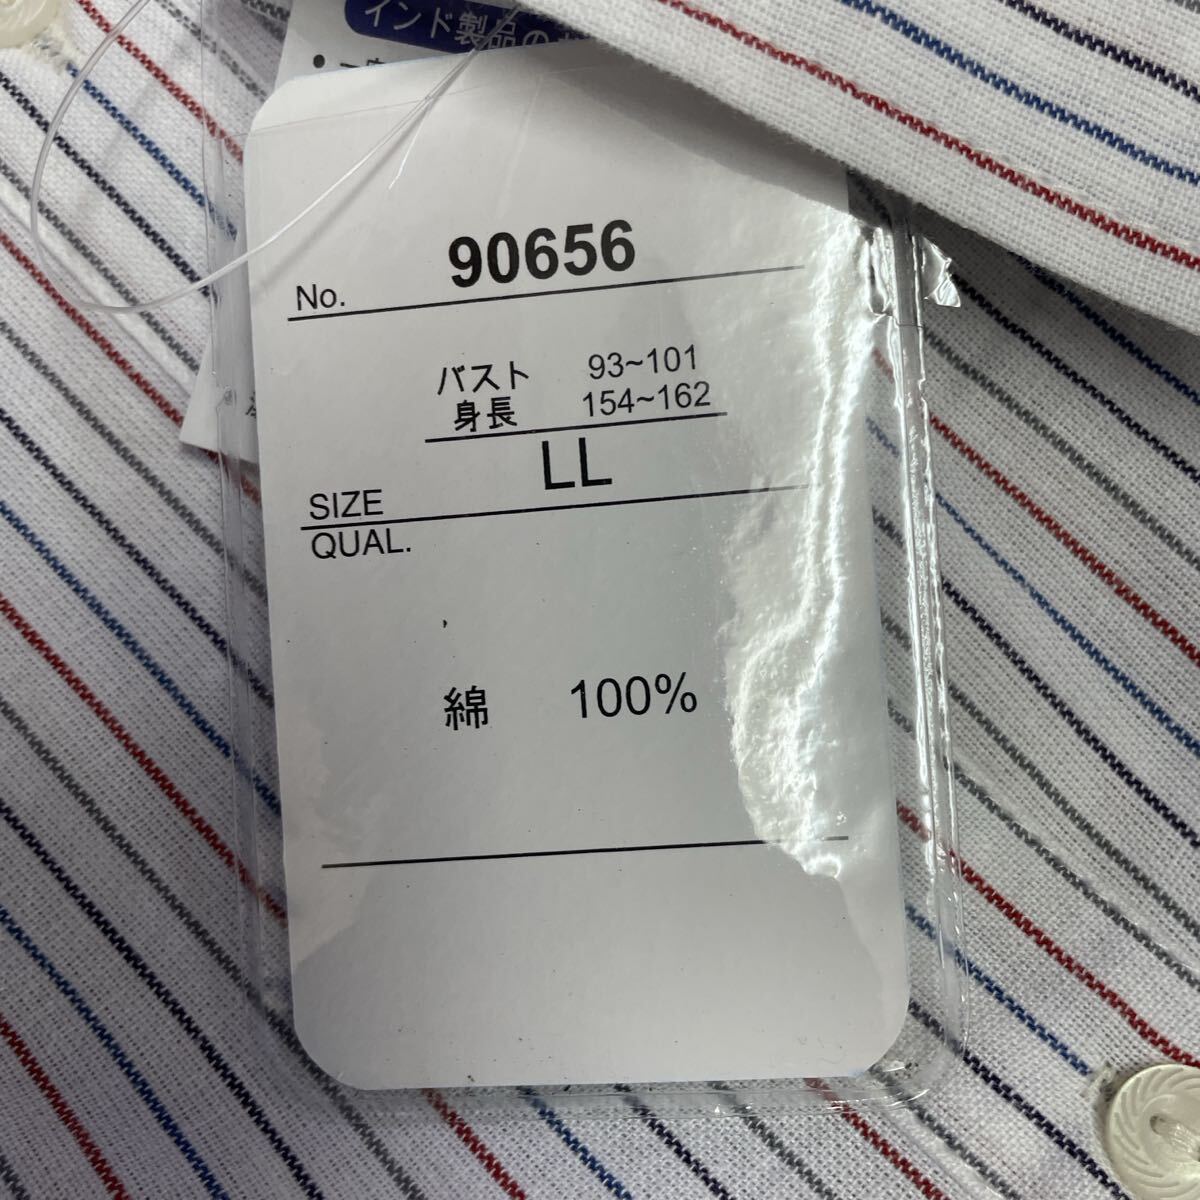 インド製品の
No. 90656
バスト 93~101
身長 154~162
LL
SIZE
QUAL.
綿 100%